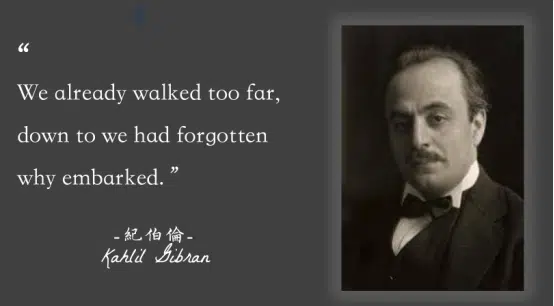 “
We already walked too far,
down to we had forgotten
why embarked.”
-紀伯倫-
Kahlil Gibran